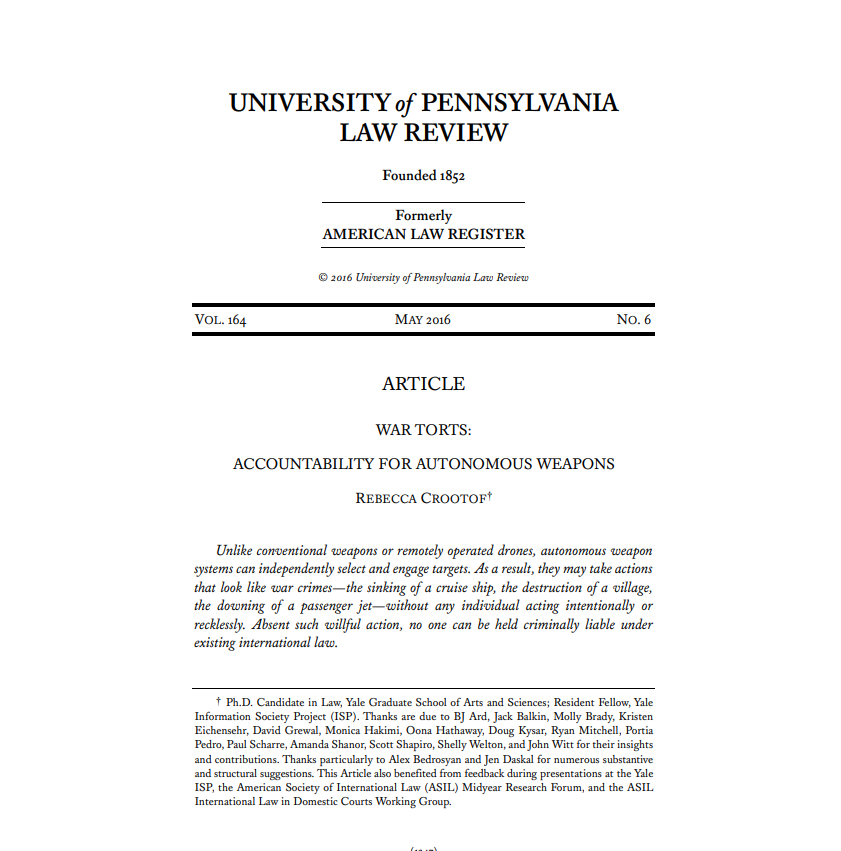 UNIVERSITY of PENNSYLVANIA
LAW REVIEW
Founded 1852
Formerly
AMERICAN LAW REGISTER
© 2016 University of Pennsylvania Law Review
VOL. 164 MAY 2016 NO. 6
ARTICLE
WAR TORTS:
ACCOUNTABILITY FOR AUTONOMOUS WEAPONS
REBECCA CROOTOF†
Unlike conventional weapons or remotely operated drones, autonomous weapon
systems can independently select and engage targets. As a result, they may take actions
that look like war crimes—the sinking of a cruise ship, the destruction of a village,
the downing of a passenger jet—without any individual acting intentionally or
recklessly. Absent such willful action, no one can be held criminally liable under
existing international law.
† Ph.D. Candidate in Law, Yale Graduate School of Arts and Sciences; Resident Fellow, Yale
Information Society Project (ISP). Thanks are due to BJ Ard, Jack Balkin, Molly Brady, Kristen
Eichensehr, David Grewal, Monica Hakimi, Oona Hathaway, Doug Kysar, Ryan Mitchell, Portia
Pedro, Paul Scharre, Amanda Shanor, Scott Shapiro, Shelly Welton, and John Witt for their insights
and contributions. Thanks particularly to Alex Bedrosyan and Jen Daskal for numerous substantive
and structural suggestions. This Article also benefited from feedback during presentations at the Yale
ISP, the American Society of International Law (ASIL) Midyear Research Forum, and the ASIL
International Law in Domestic Courts Working Group.